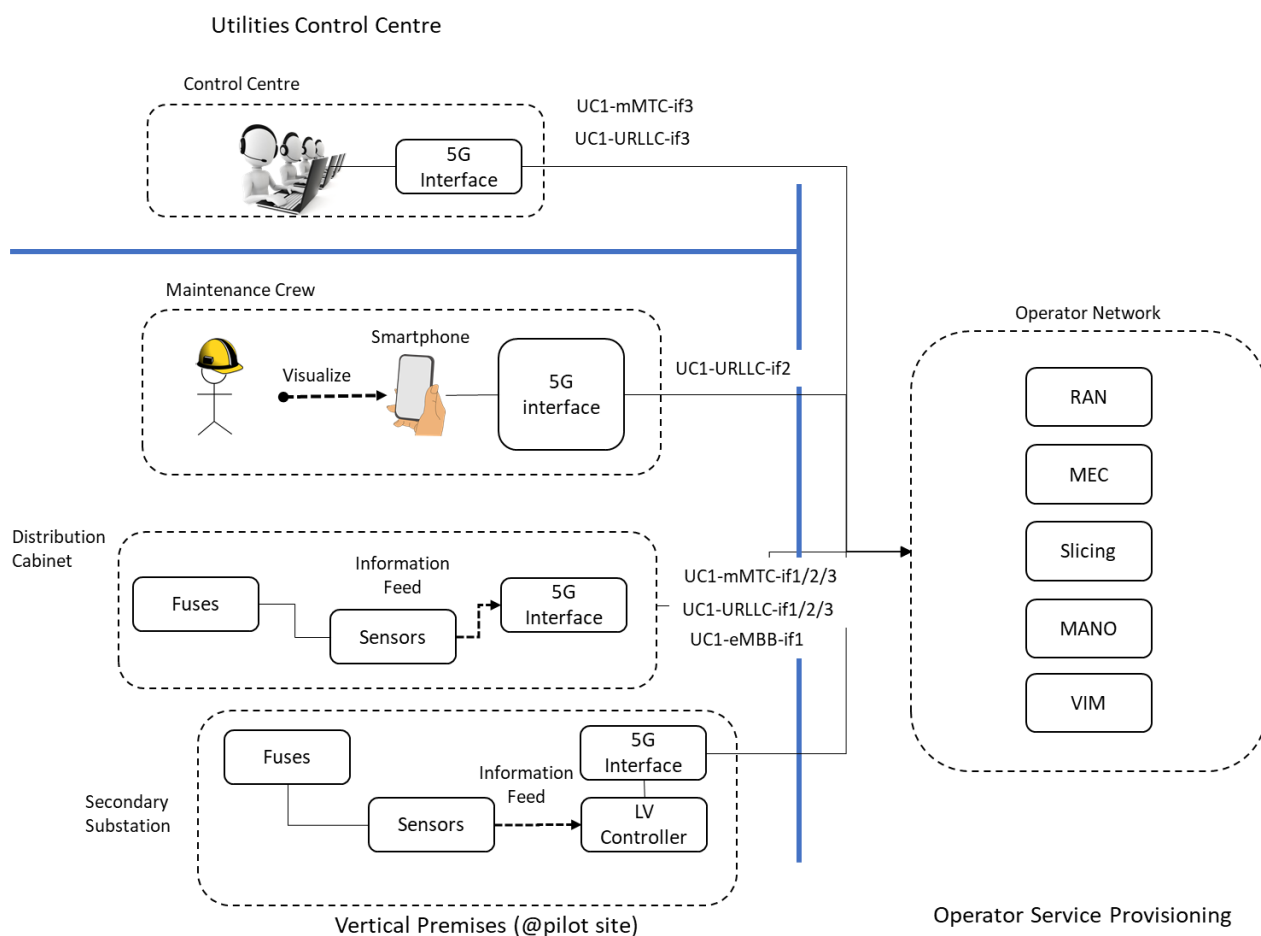 Utilities Control Centre
Control Centre
5G
Interface
UC1-mMTC-if3
UC1-URLLC-if3
Maintenance Crew
Visualize
Smartphone
5G
interface
UC1-URLLC-if2
Distribution
Cabinet
Fuses
Information
Feed
Sensors
5G
Interface
UC1-mMTC-if1/2/3
UC1-URLLC-if1/2/3
UC1-eMBB-if1
Secondary
Substation
Fuses
Sensors
Information
Feed
5G
Interface
LV
Controller
Vertical Premises (@pilot site)
Operator Network
RAN
MEC
Slicing
MANO
VIM
Operator Service Provisioning